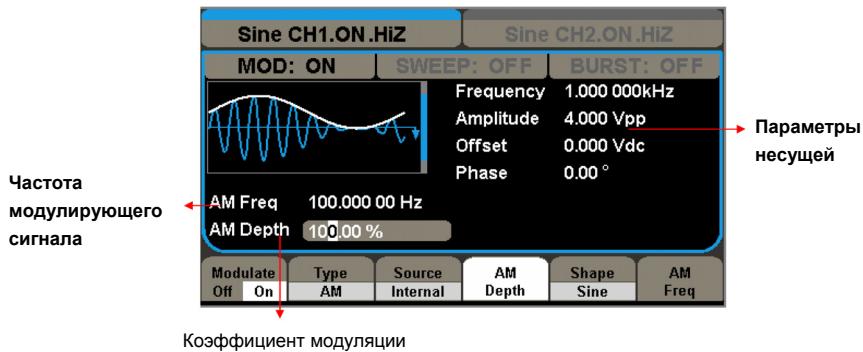 Sine CH1.ON.HiZ
Sine CH2.ON.HiZ
MOD: ON
SWEEP: OFF
BURST: OFF
Frequency 1.000 000kHz
Amplitude 4.000 Vpp
Offset 0.000 Vdc
Phase 0.00 °
Параметры
несущей
Частота
модулирующего
сигнала
AM Freq 100.000 00 Hz
AM Depth 100.00 %
Modulate
Off On
Type
AM
Source
Internal
AM
Depth
Shape
Sine
AM
Freq
Коэффициент модуляции